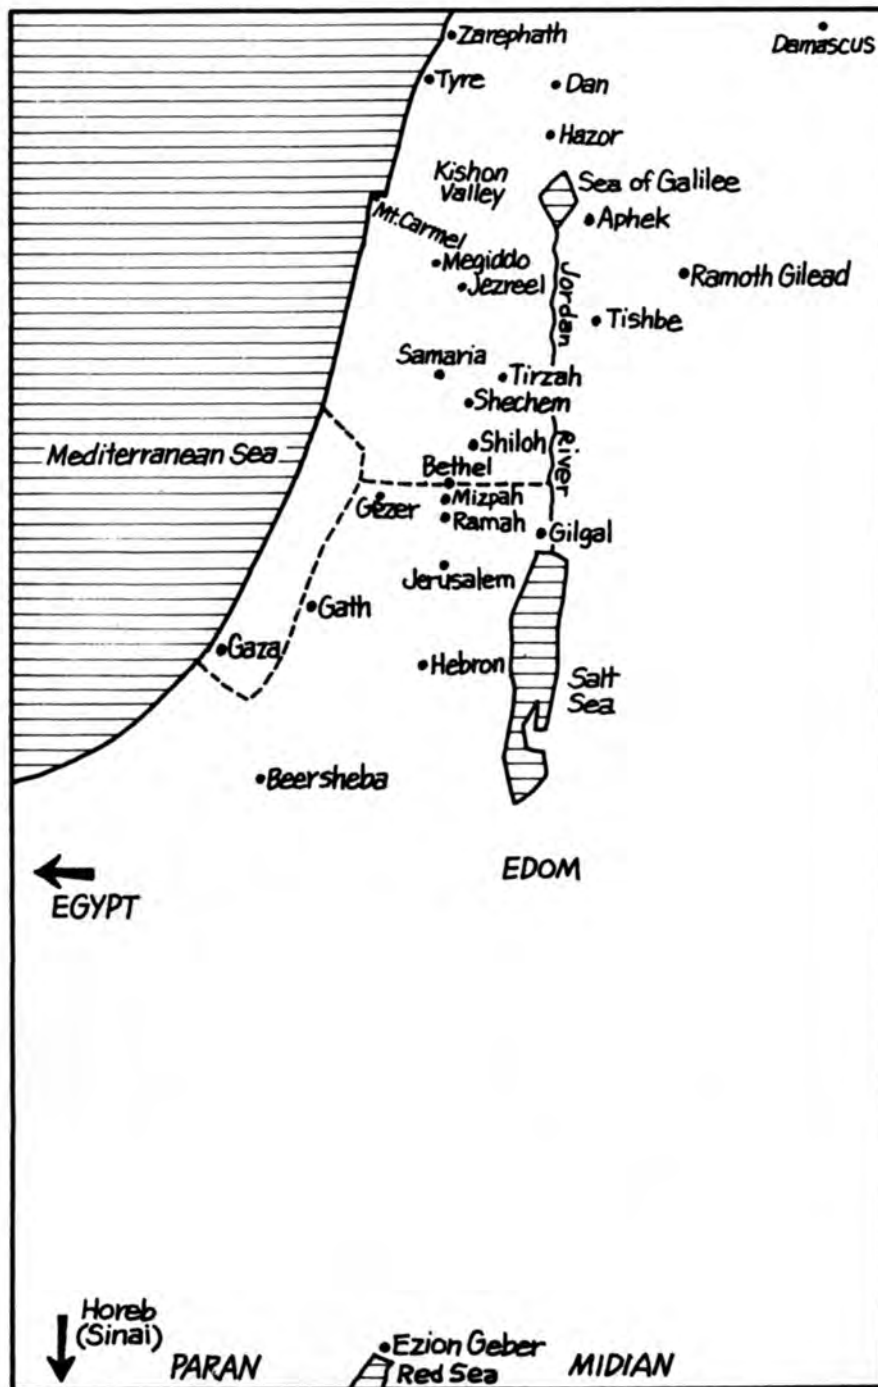 Zarephath
Damascus
Tyre
Dan
Hazor
Kishon
Valley
Sea of Galilee
Mt. Carmel
Aphek
Megiddo
Jezreel
Ramoth Gilead
Jordan
Tishbe
Samaria
Tirzah
Shechem
Mediterranean Sea
Shiloh
River
Bethel
Gezer
Mizpah
Ramah
Gilgal
Jerusalem
Gath
Gaza
Hebron
Salt
Sea
Beersheba
EDOM
EGYPT
Horeb
(Sinai)
Ezion Geber
PARAN
Red Sea
MIDIAN